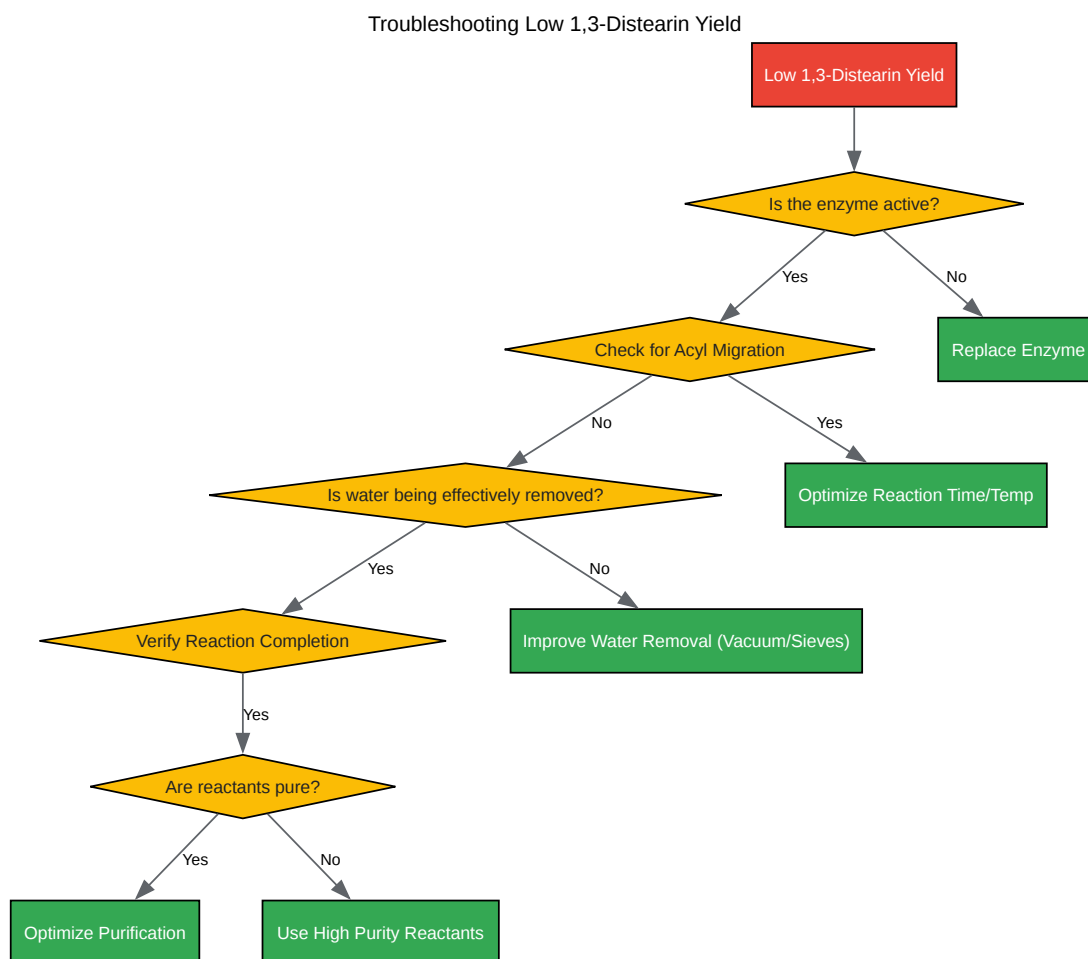 Troubleshooting Low 1,3-Distearin Yield
Low 1,3-Distearin Yield
Is the enzyme active?
Yes
No
Check for Acyl Migration
Replace Enzyme
No
Yes
Is water being effectively removed?
Optimize Reaction Time/Temp
Yes
No
Verify Reaction Completion
Improve Water Removal (Vacuum/Sieves)
Yes
Are reactants pure?
Yes
No
Optimize Purification
Use High Purity Reactants